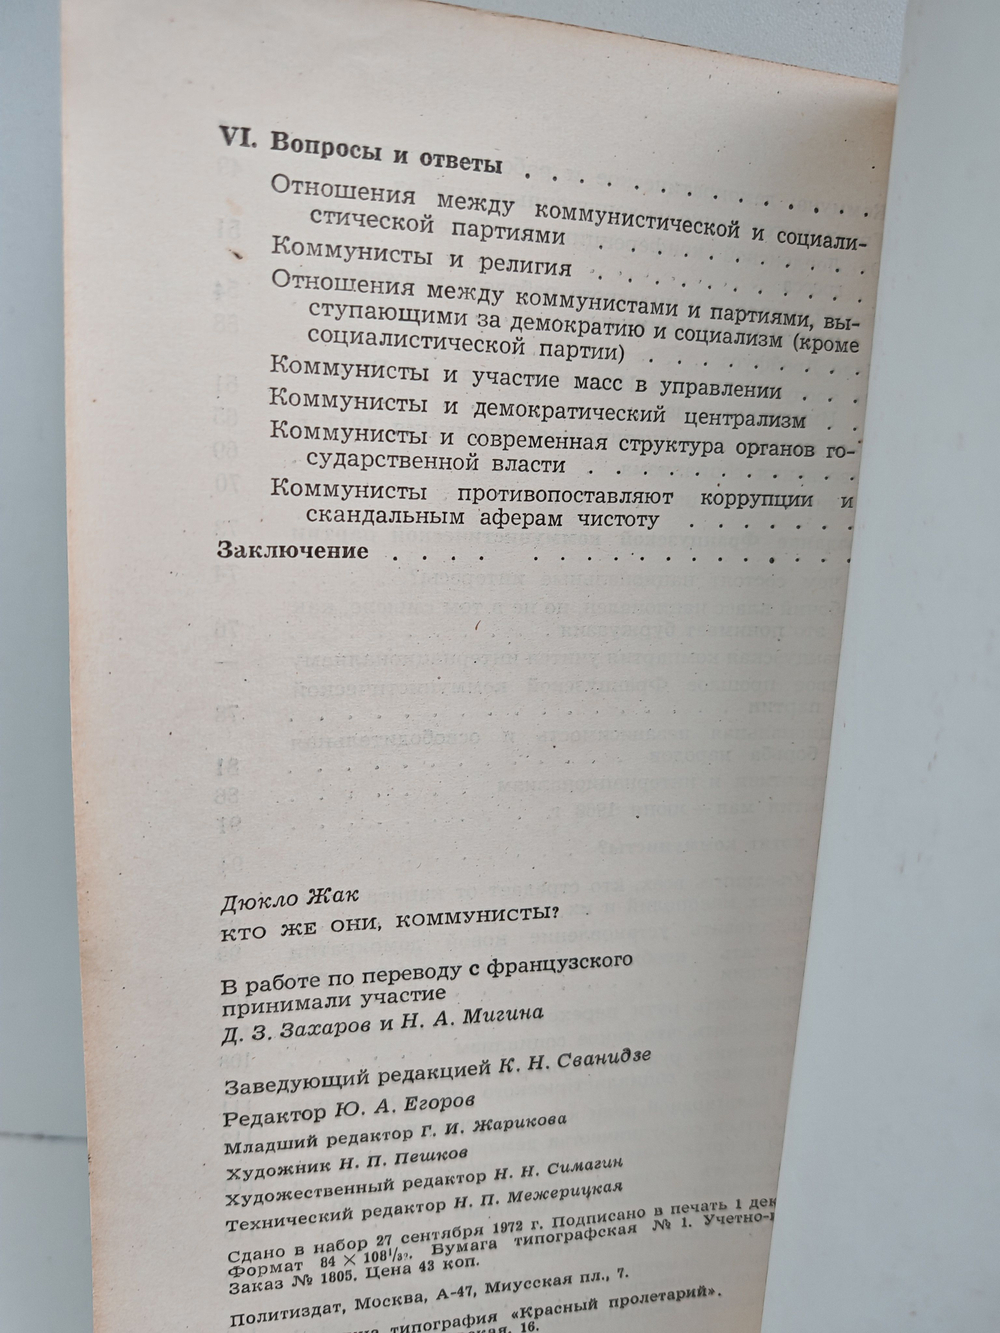 VI. Вопросы и ответы . . . . . . . . . . . . .
Отношения между коммунистической и социали-
стической партиями . . . . . . . . . .
Коммунисты и религия . . . . . . . . . .
Отношения между коммунистами и партиями, вы-
ступающими за демократию и социализм (кроме
социалистической партии) . . . . . . . .
Коммунисты и участие масс в управлении . . .
Коммунисты и демократический централизм . .
Коммунисты и современная структура органов го-
сударственной власти . . . . . . . . . .
Коммунисты противопоставляют коррупции и
скандальным аферам чистоту . . . . . . .
Заключение . . . . . . . . . . . . . . . .
Дюкло Жак
КТО ЖЕ ОНИ, КОММУНИСТЫ?
В работе по переводу с французского
принимали участие
Д. З. Захаров и Н. А. Мигина
Заведующий редакцией К. Н. Сванидзе
Редактор Ю. А. Егоров
Младший редактор Г. И. Жарикова
Художник Н. П. Пешков
Художественный редактор Н. Н. Симагин
Технический редактор Н. П. Межерицкая
Сдано в набор 27 сентября 1972 г. Подписано в печать 1 дек
Формат 84 × 108¹/₃₂. Бумага типографская № 1. Учетно-
Заказ № 1805. Цена 43 коп.
Политиздат, Москва, А-47, Миусская пл., 7.
типография «Красный пролетарий».
16.